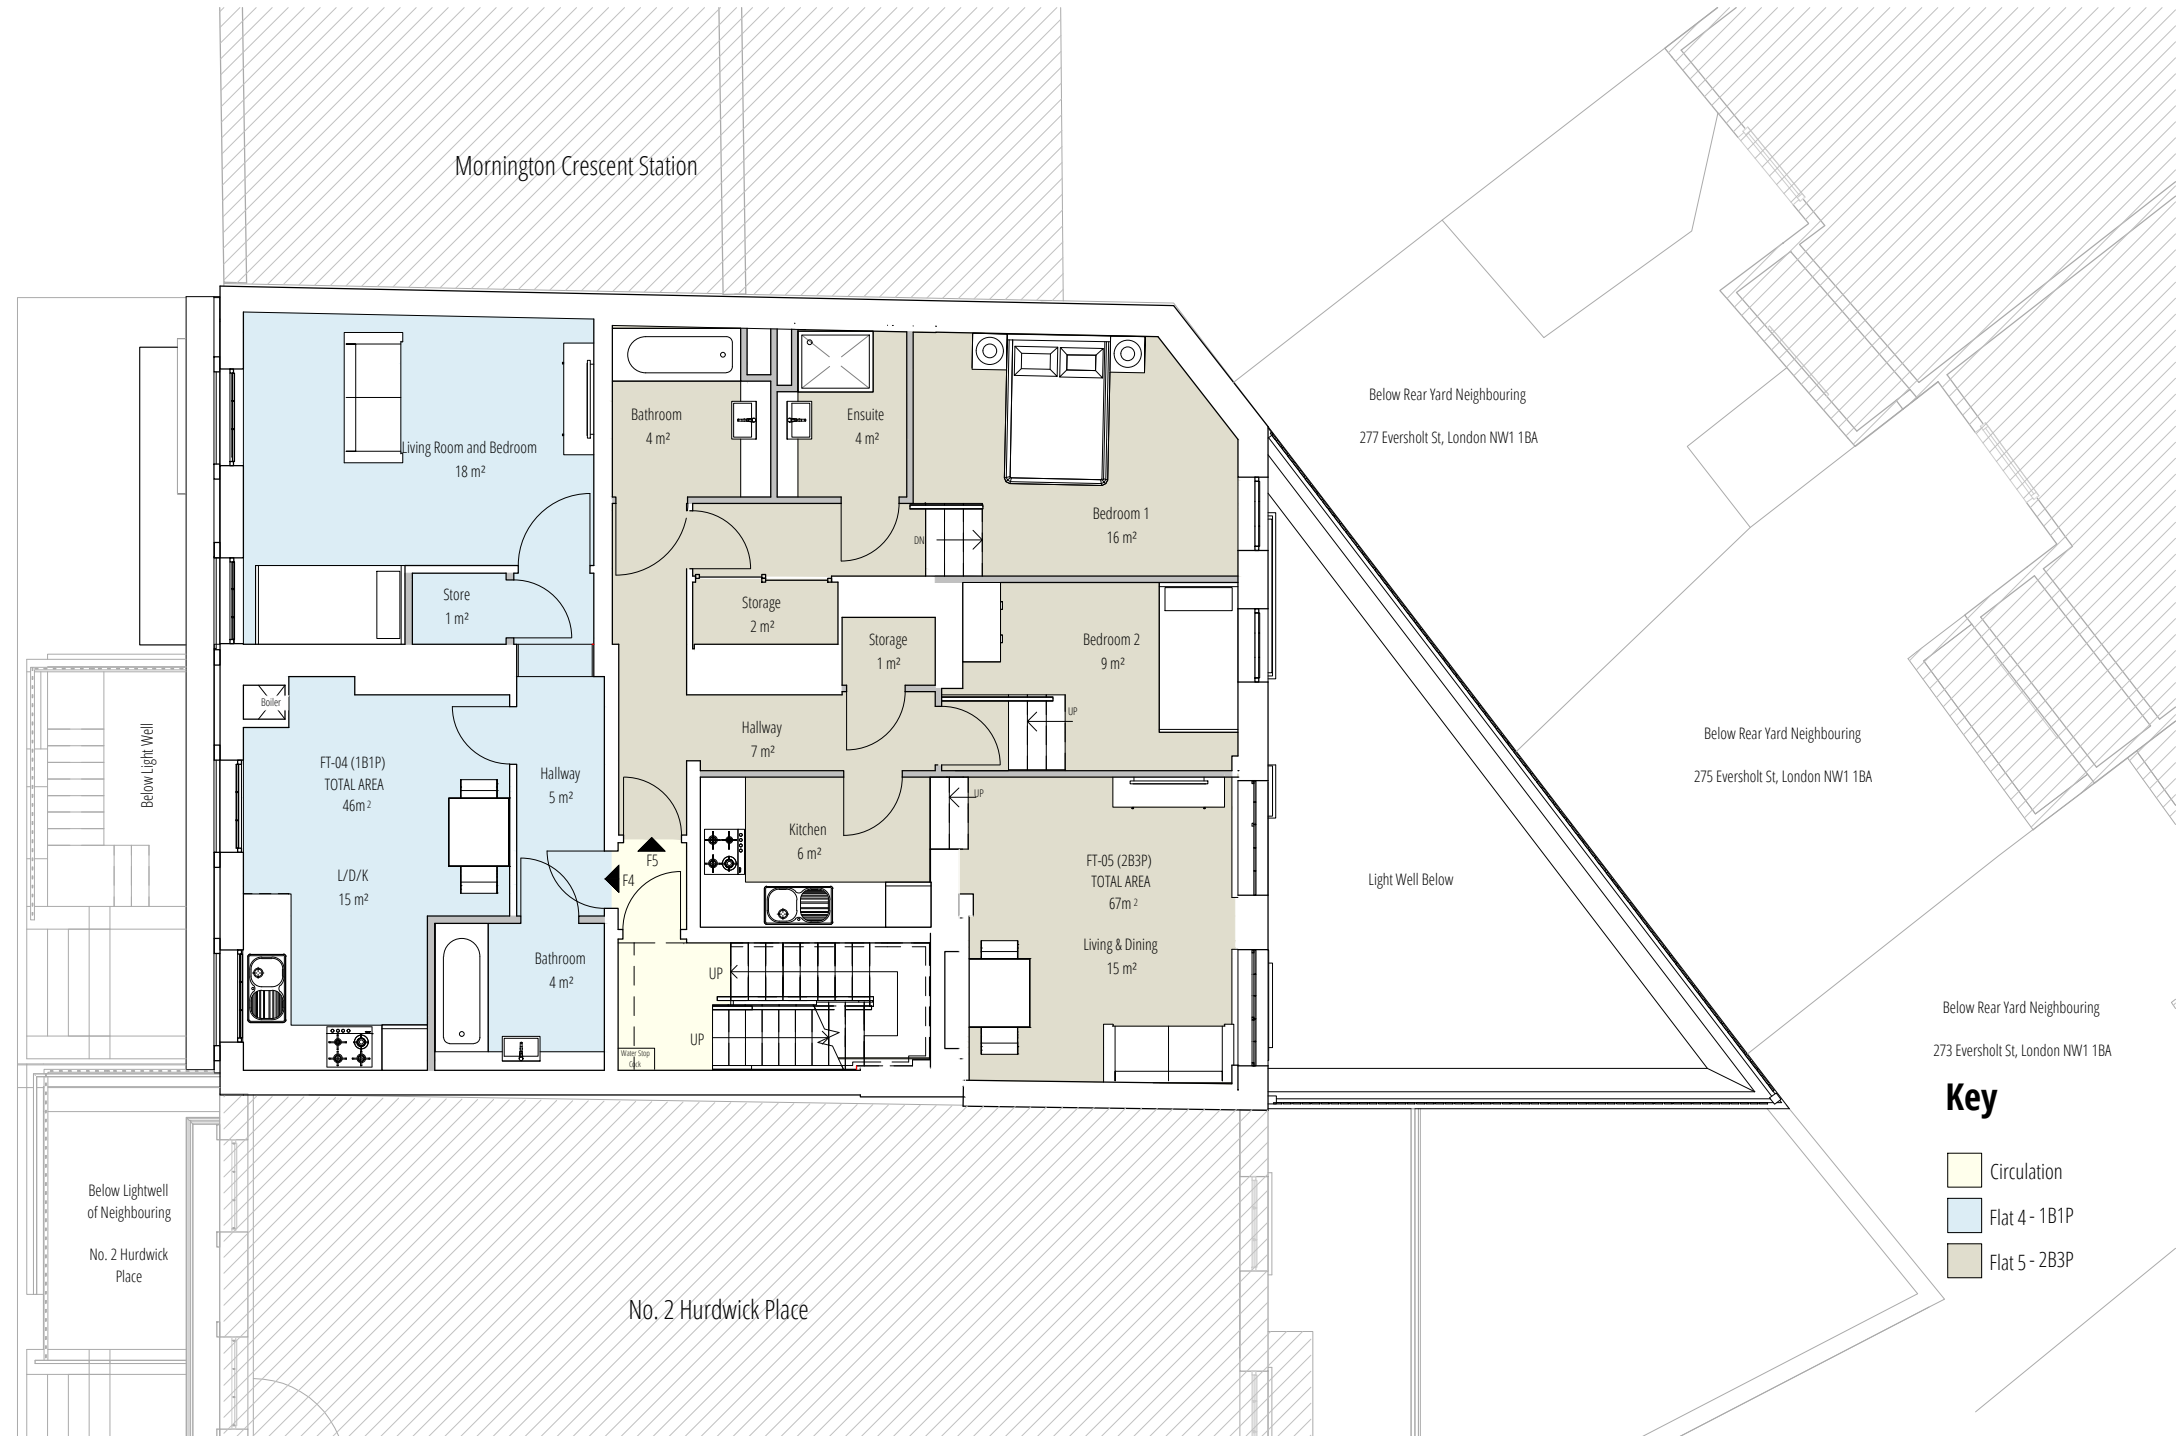 Mornington Crescent Station
Below Rear Yard Neighbouring
277 Eversholt St, London NW1 1BA
Bathroom
4 m²
Ensuite
4 m²
Living Room and Bedroom
18 m²
Bedroom 1
16 m²
DN
Store
1 m²
Storage
2 m²
Storage
1 m²
Bedroom 2
9 m²
UP
Boiler
Hallway
7 m²
Below Light Well
FT-04 (1B1P)
TOTAL AREA
46m²
Hallway
5 m²
Below Rear Yard Neighbouring
275 Eversholt St, London NW1 1BA
UP
Kitchen
6 m²
F5
F4
L/D/K
15 m²
FT-05 (2B3P)
TOTAL AREA
67m²
Living & Dining
15 m²
Light Well Below
Bathroom
4 m²
UP
UP
Water Stop
Cock
Below Rear Yard Neighbouring
273 Eversholt St, London NW1 1BA
Key
Circulation
Flat 4 - 1B1P
Flat 5 - 2B3P
Below Lightwell
of Neighbouring
No. 2 Hurdwick
Place
No. 2 Hurdwick Place